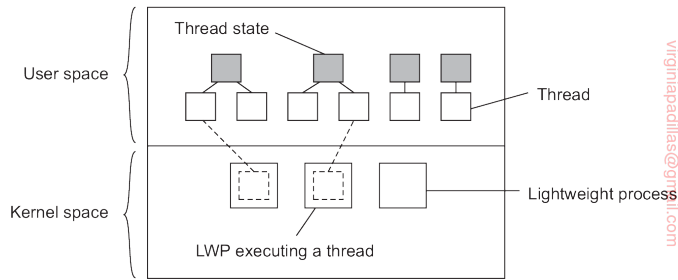 Thread state
User space
Thread
Kernel space
Lightweight process
LWP executing a thread
virginiapadillas@gmail.com